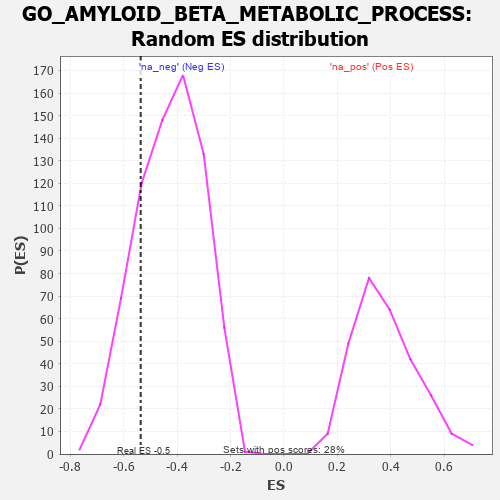 GO_AMYLOID_BETA_METABOLIC_PROCESS:
Random ES distribution
'na_neg' (Neg ES)
'na_pos' (Pos ES)
170
160
150
140
130
120
110
100
90
80
70
60
50
40
30
20
10
0
P(ES)
Real ES -0.5
Sets with pos scores: 28%
-0.8 -0.6 -0.4 -0.2 0.0 0.2 0.4 0.6
ES